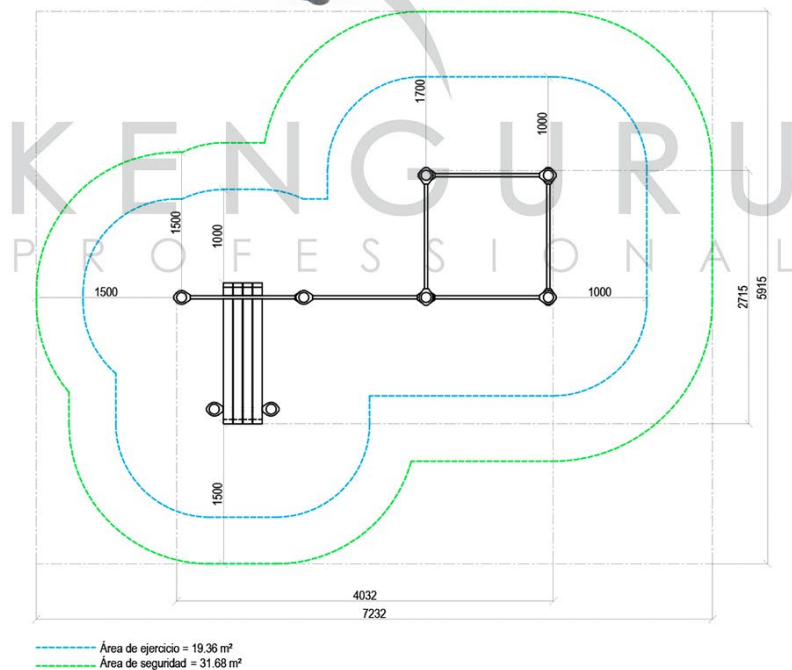 1700
1000
KENGURU
PROFESSIONAL
1500
1000
1500
1000
2715
5915
1500
4032
7232
Área de ejercicio = 19.36 m²
Área de seguridad = 31.68 m²